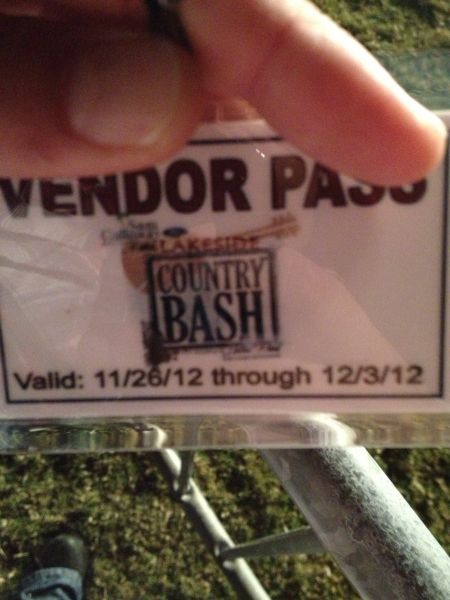 VENDOR PASS
LAKESIDE
COUNTRY
BASH
Valid: 11/26/12 through 12/3/12